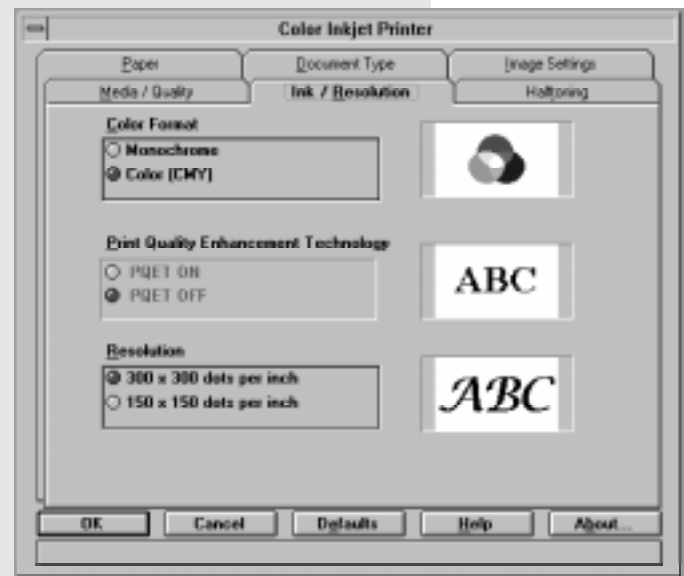 Color Inkjet Printer
Paper Document Type Image Settings
Media / Quality Ink / Resolution Halftoning
Color Format
Monochrome
Color (CMY)
Print Quality Enhancement Technology
PQET ON
PQET OFF
ABC
Resolution
300 x 300 dots per inch
150 x 150 dots per inch
ABC
OK Cancel Defaults Help About...